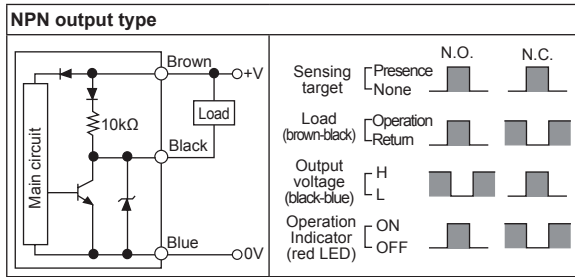 NPN output type
Main circuit
Brown
+V
10kΩ
Load
Black
Blue
0V
N.O.
N.C.
Sensing target
Presence
None
Load
(brown-black)
Operation
Return
Output voltage
(black-blue)
H
L
Operation
Indicator
(red LED)
ON
OFF